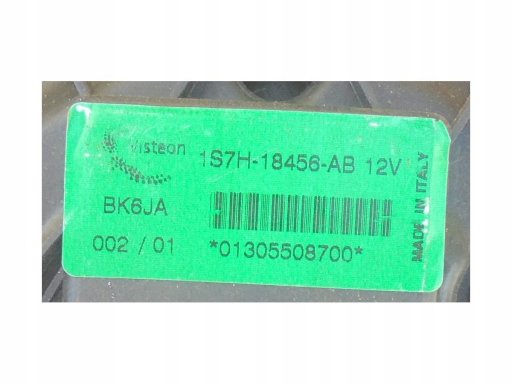 Visteon
1S7H-18456-AB 12V
BK6JA
002 / 01
*01305508700*
MADE IN ITALY